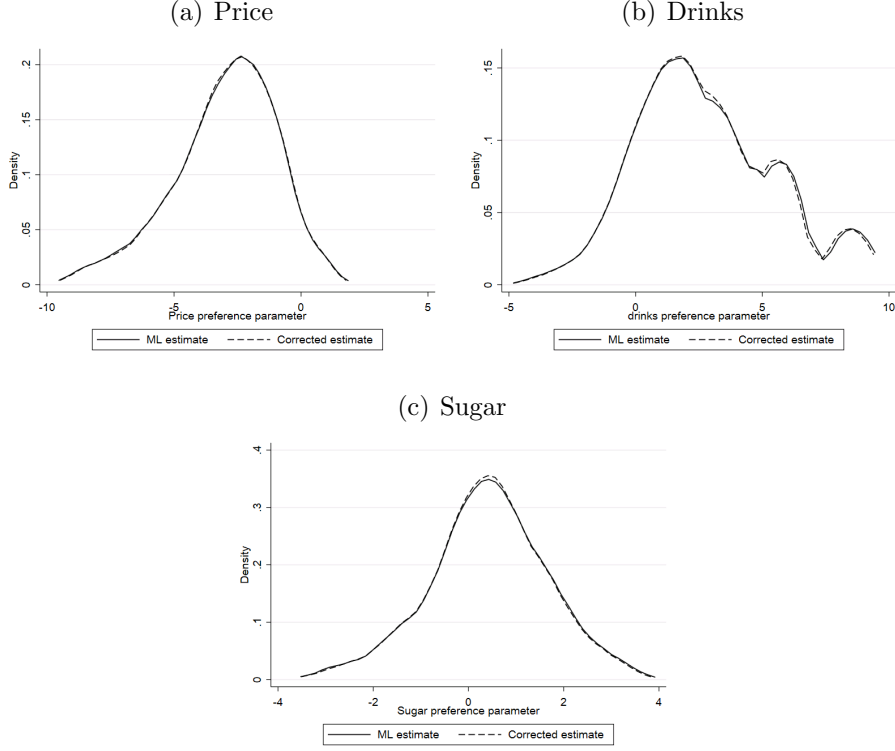 (a) Price
Density
0
.05
.1
.15
.2
-10
-5
0
5
Price preference parameter
ML estimate
Corrected estimate
(b) Drinks
Density
0
.05
.1
.15
-5
0
5
10
drinks preference parameter
ML estimate
Corrected estimate
(c) Sugar
Density
0
.1
.2
.3
.4
-4
-2
0
2
4
Sugar preference parameter
ML estimate
Corrected estimate